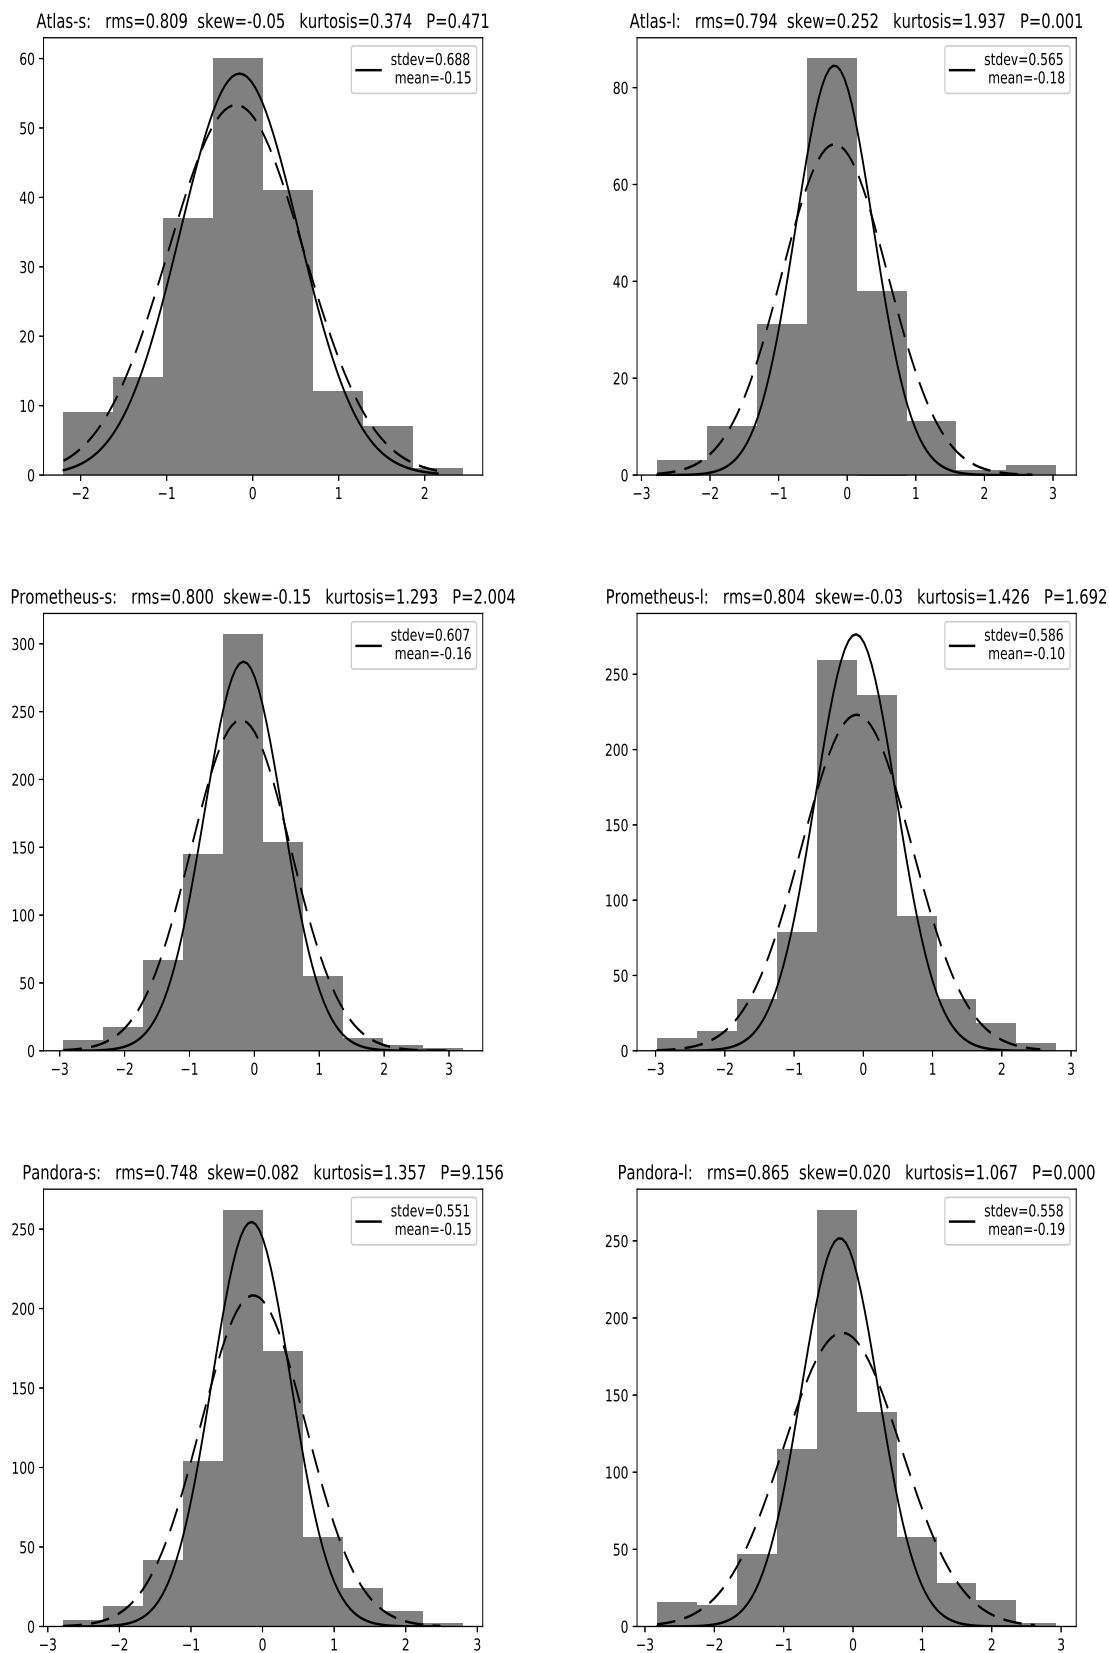 Atlas-s: rms=0.809 skew=-0.05 kurtosis=0.374 P=0.471
stdev=0.688
mean=-0.15
60
50
40
30
20
10
0
−2 −1 0 1 2
Atlas-l: rms=0.794 skew=0.252 kurtosis=1.937 P=0.001
stdev=0.565
mean=-0.18
80
60
40
20
0
−3 −2 −1 0 1 2 3
Prometheus-s: rms=0.800 skew=-0.15 kurtosis=1.293 P=2.004
stdev=0.607
mean=-0.16
300
250
200
150
100
50
0
−3 −2 −1 0 1 2 3
Prometheus-l: rms=0.804 skew=-0.03 kurtosis=1.426 P=1.692
stdev=0.586
mean=-0.10
250
200
150
100
50
0
−3 −2 −1 0 1 2 3
Pandora-s: rms=0.748 skew=0.082 kurtosis=1.357 P=9.156
stdev=0.551
mean=-0.15
250
200
150
100
50
0
−3 −2 −1 0 1 2 3
Pandora-l: rms=0.865 skew=0.020 kurtosis=1.067 P=0.000
stdev=0.558
mean=-0.19
250
200
150
100
50
0
−3 −2 −1 0 1 2 3